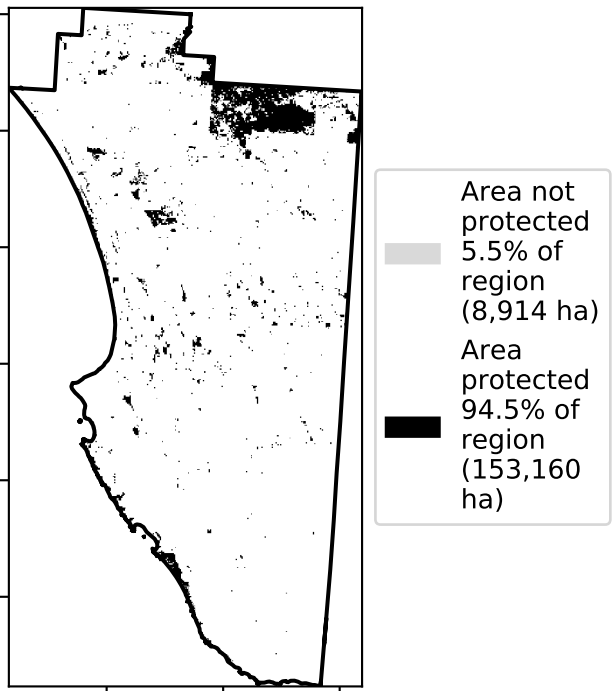 Area not
protected
5.5% of
region
(8,914 ha)
Area
protected
94.5% of
region
(153,160
ha)